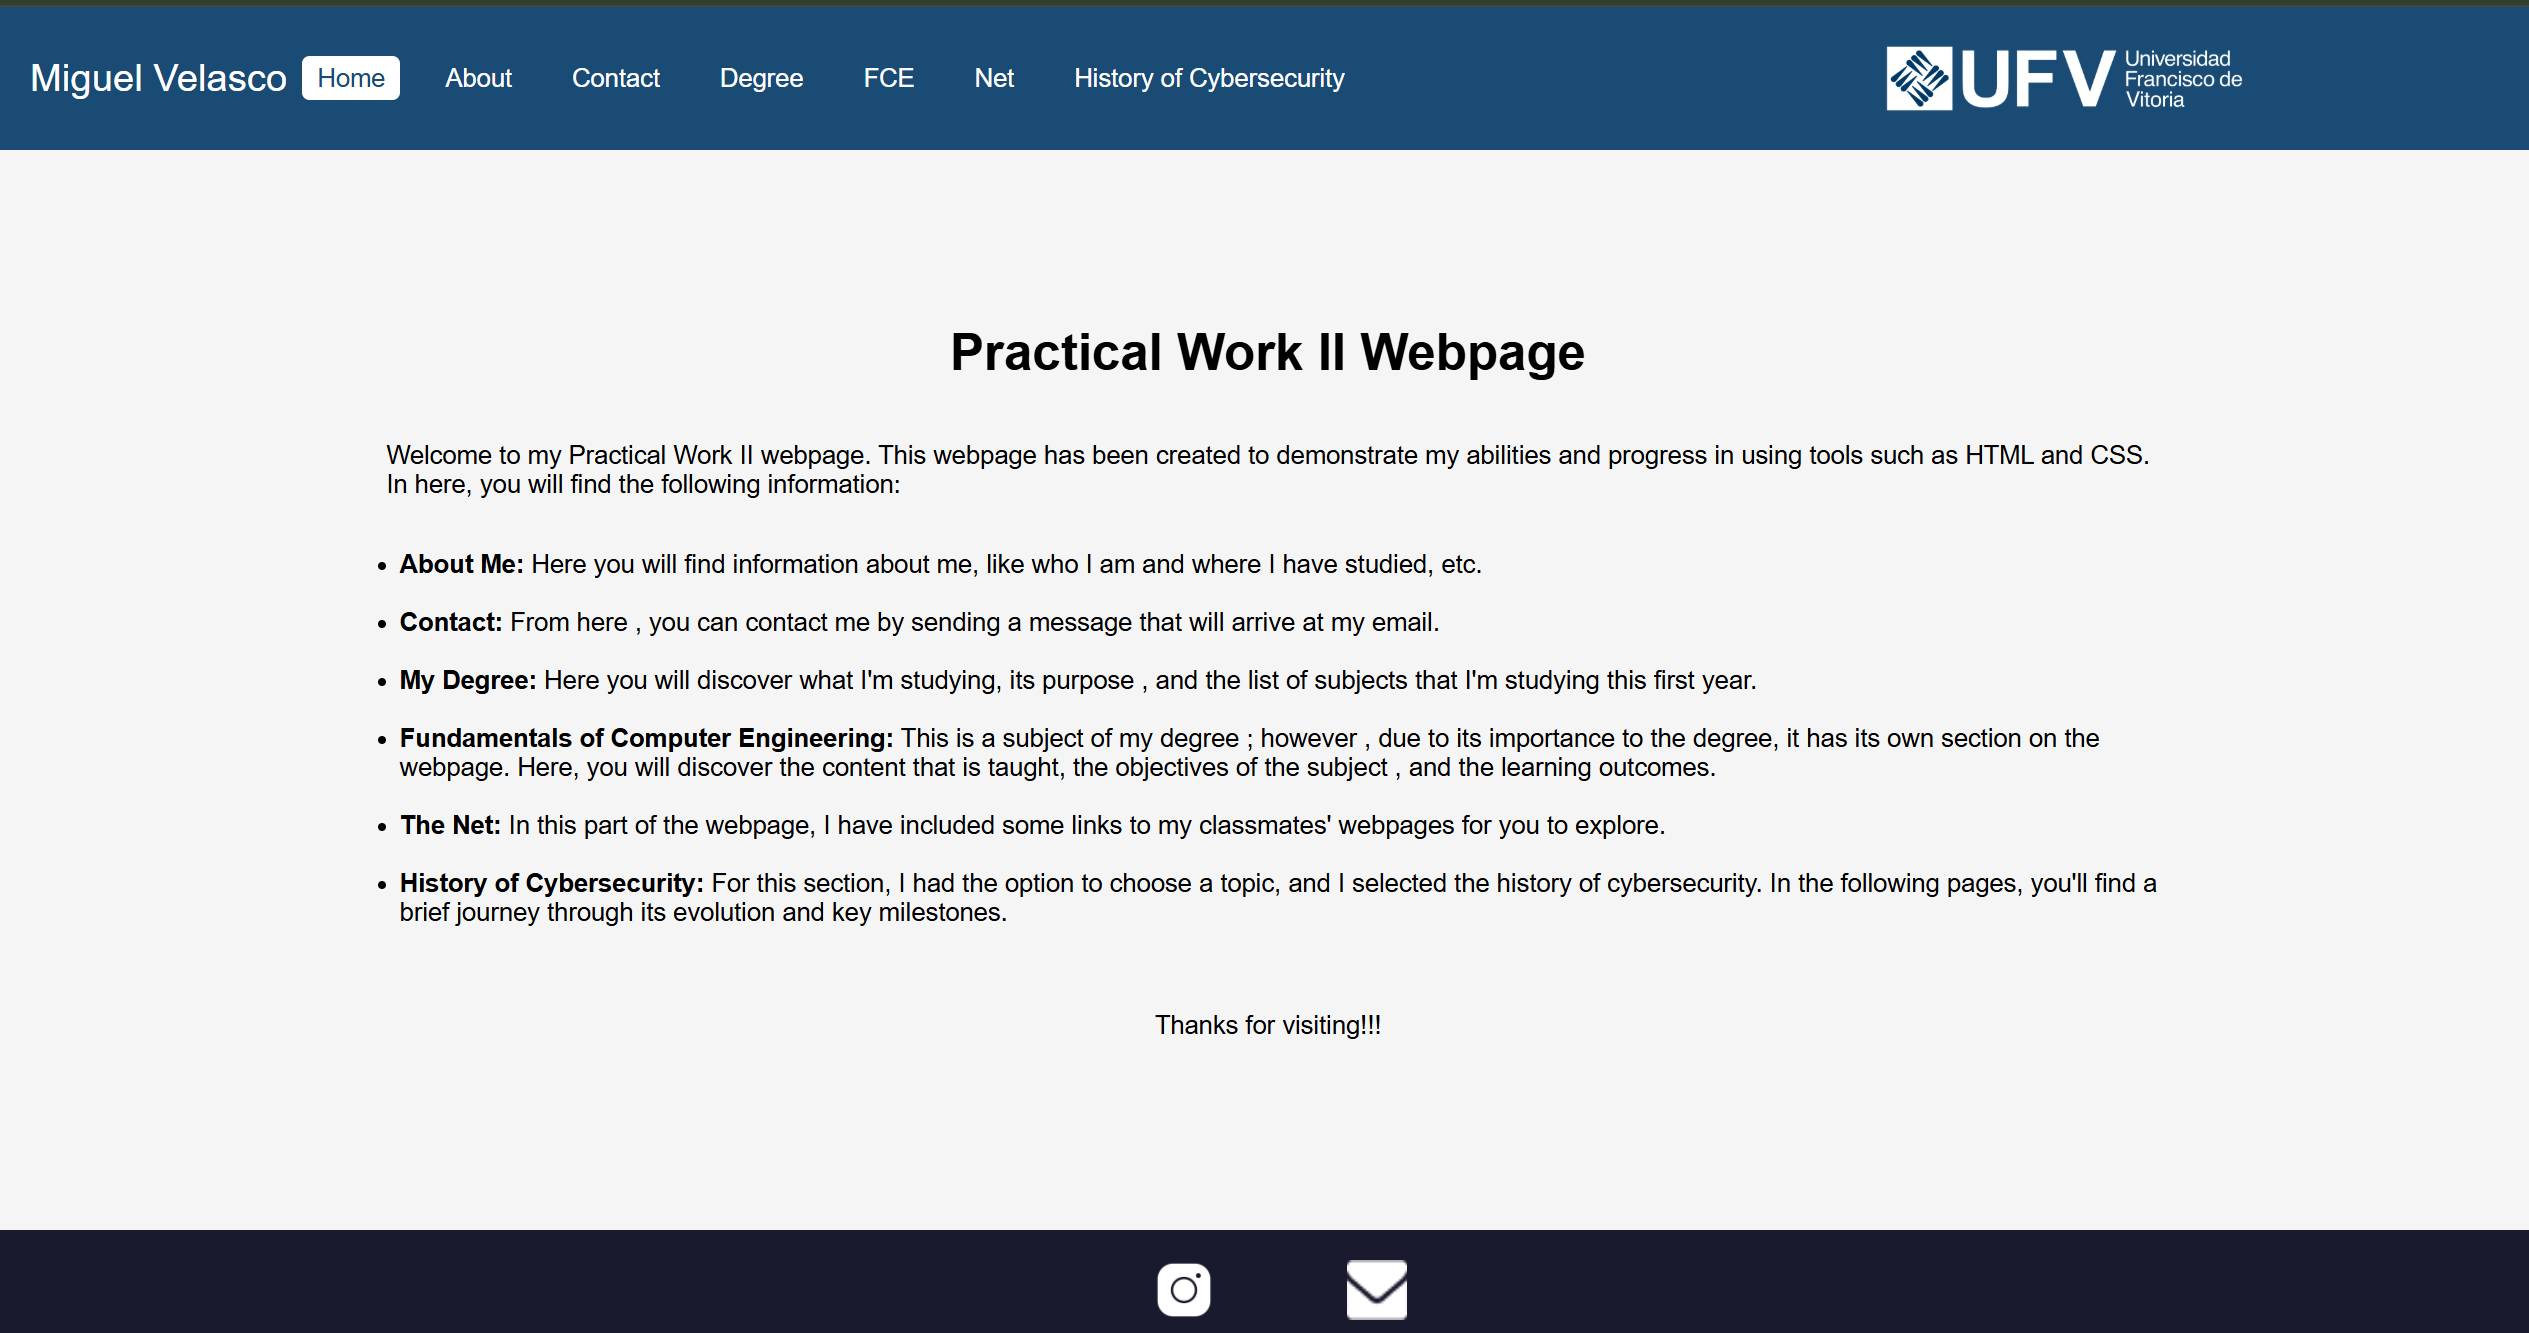 Miguel Velasco Home About Contact Degree FCE Net History of Cybersecurity
UFV Universidad
Francisco de
Vitoria
Practical Work II Webpage
Welcome to my Practical Work II webpage. This webpage has been created to demonstrate my abilities and progress in using tools such as HTML and CSS.
In here, you will find the following information:
• About Me: Here you will find information about me, like who I am and where I have studied, etc.
• Contact: From here , you can contact me by sending a message that will arrive at my email.
• My Degree: Here you will discover what I'm studying, its purpose , and the list of subjects that I'm studying this first year.
• Fundamentals of Computer Engineering: This is a subject of my degree ; however , due to its importance to the degree, it has its own section on the
webpage. Here, you will discover the content that is taught, the objectives of the subject , and the learning outcomes.
• The Net: In this part of the webpage, I have included some links to my classmates' webpages for you to explore.
• History of Cybersecurity: For this section, I had the option to choose a topic, and I selected the history of cybersecurity. In the following pages, you'll find a
brief journey through its evolution and key milestones.
Thanks for visiting!!!